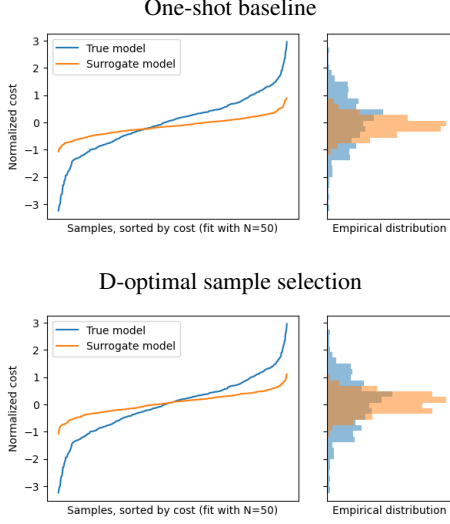 One-shot baseline
3
2
1
0
−1
−2
−3
Normalized cost
True model
Surrogate model
Samples, sorted by cost (fit with N=50)
Empirical distribution
D-optimal sample selection
3
2
1
0
−1
−2
−3
Normalized cost
True model
Surrogate model
Samples, sorted by cost (fit with N=50)
Empirical distribution